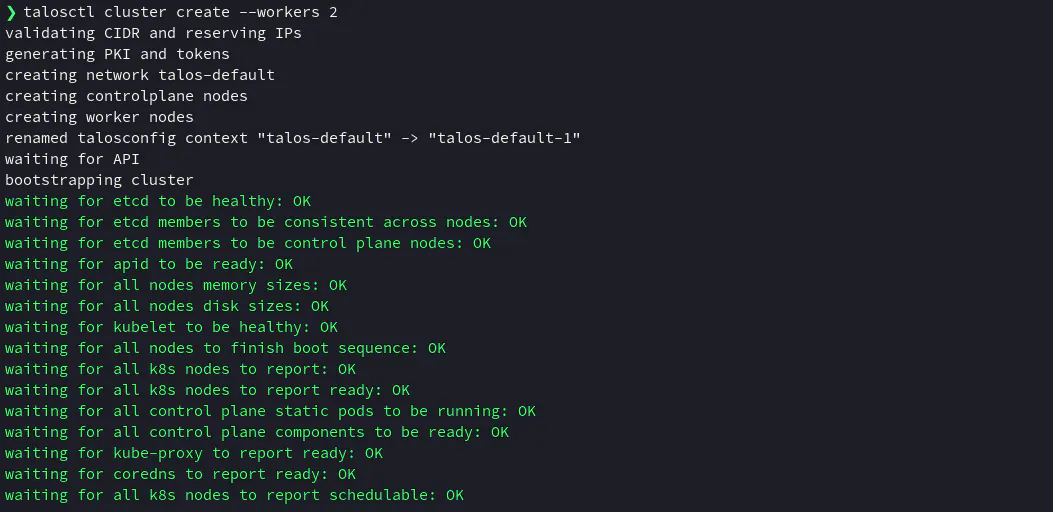 ❯ talosctl cluster create --workers 2
validating CIDR and reserving IPs
generating PKI and tokens
creating network talos-default
creating controlplane nodes
creating worker nodes
renamed talosconfig context "talos-default" -> "talos-default-1"
waiting for API
bootstrapping cluster
waiting for etcd to be healthy: OK
waiting for etcd members to be consistent across nodes: OK
waiting for etcd members to be control plane nodes: OK
waiting for apid to be ready: OK
waiting for all nodes memory sizes: OK
waiting for all nodes disk sizes: OK
waiting for kubelet to be healthy: OK
waiting for all nodes to finish boot sequence: OK
waiting for all k8s nodes to report: OK
waiting for all k8s nodes to report ready: OK
waiting for all control plane static pods to be running: OK
waiting for all control plane components to be ready: OK
waiting for kube-proxy to report ready: OK
waiting for coredns to report ready: OK
waiting for all k8s nodes to report schedulable: OK